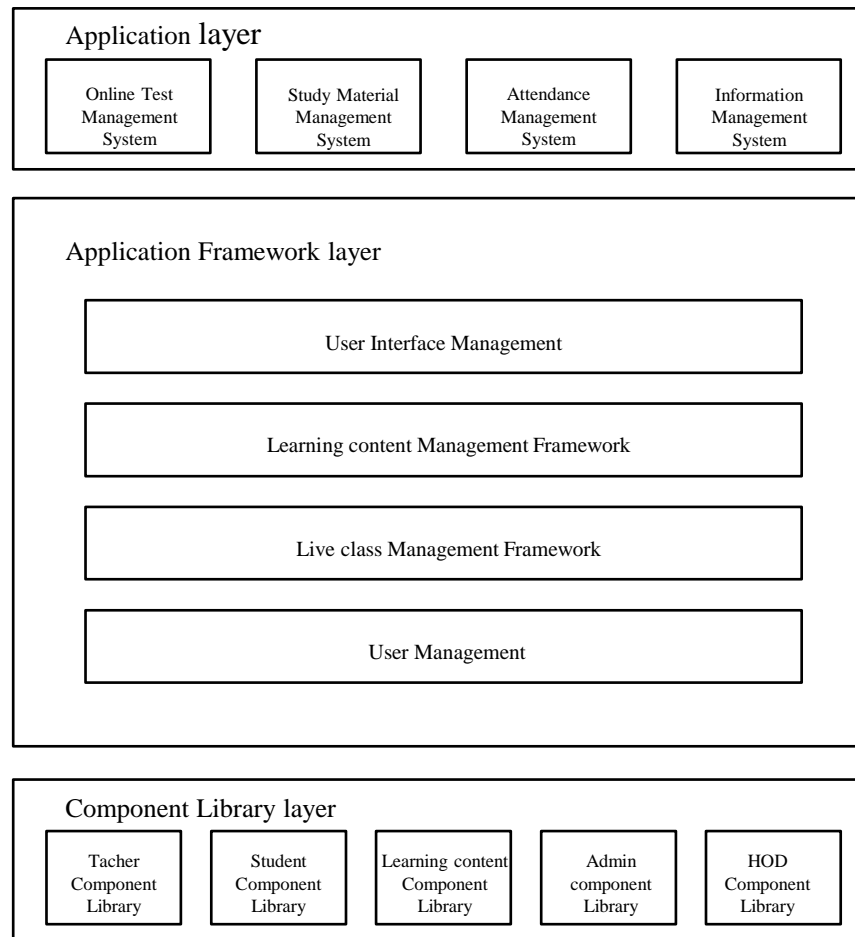 Application layer
Online Test
Management
System
Study Material
Management
System
Attendance
Management
System
Information
Management
System
Application Framework layer
User Interface Management
Learning content Management Framework
Live class Management Framework
User Management
Component Library layer
Tacher
Component
Library
Student
Component
Library
Learning content
Component
Library
Admin
component
Library
HOD
Component
Library